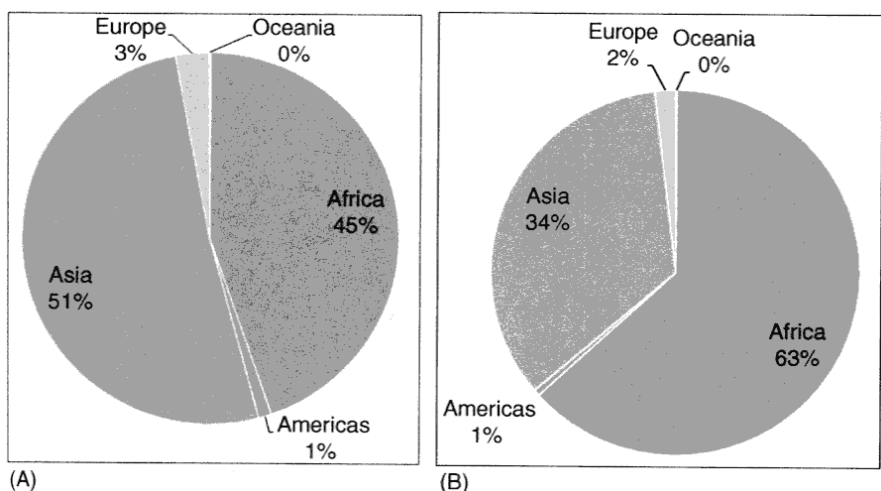 Europe
3%
Oceania
0%
Africa
45%
Asia
51%
Americas
1%
(A)
Europe
2%
Oceania
0%
Asia
34%
Africa
63%
Americas
1%
(B)